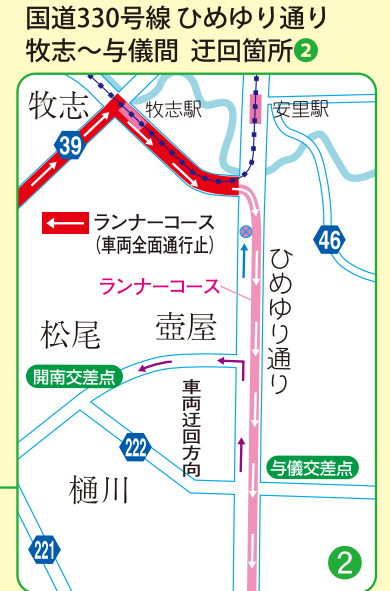 国道330号線 ひめゆり通り
牧志～与儀間 迂回箇所❷
牧志
牧志駅
安里駅
39
ランナーコース
(車両全面通行止)
46
ひめゆり通り
ランナーコース
松尾
壺屋
開南交差点
車両迂回方向
222
与儀交差点
樋川
221
2